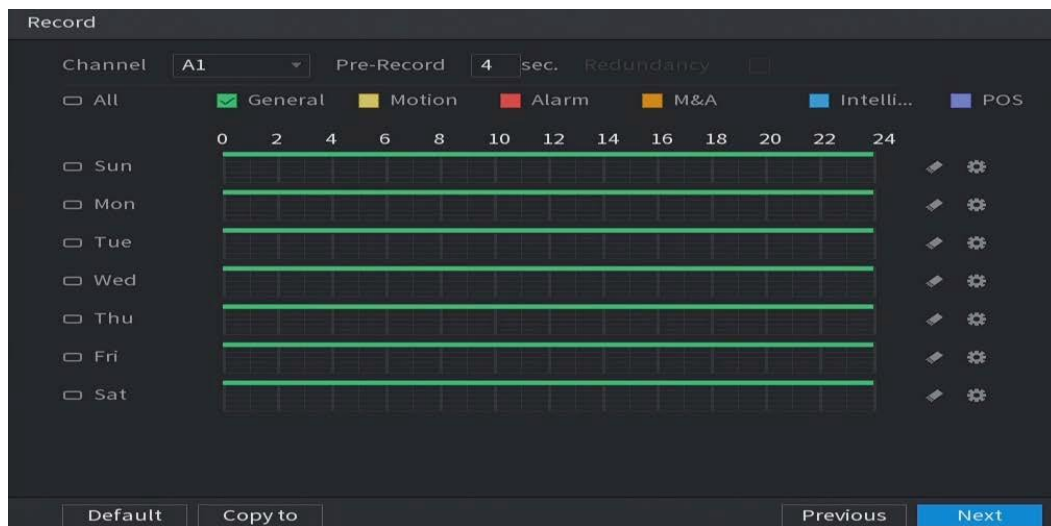 Record
Channel A1 Pre-Record 4 sec. Redundancy
All General Motion Alarm M&A Intelli... POS
0 2 4 6 8 10 12 14 16 18 20 22 24
Sun
Mon
Tue
Wed
Thu
Fri
Sat
Default Copy to Previous Next